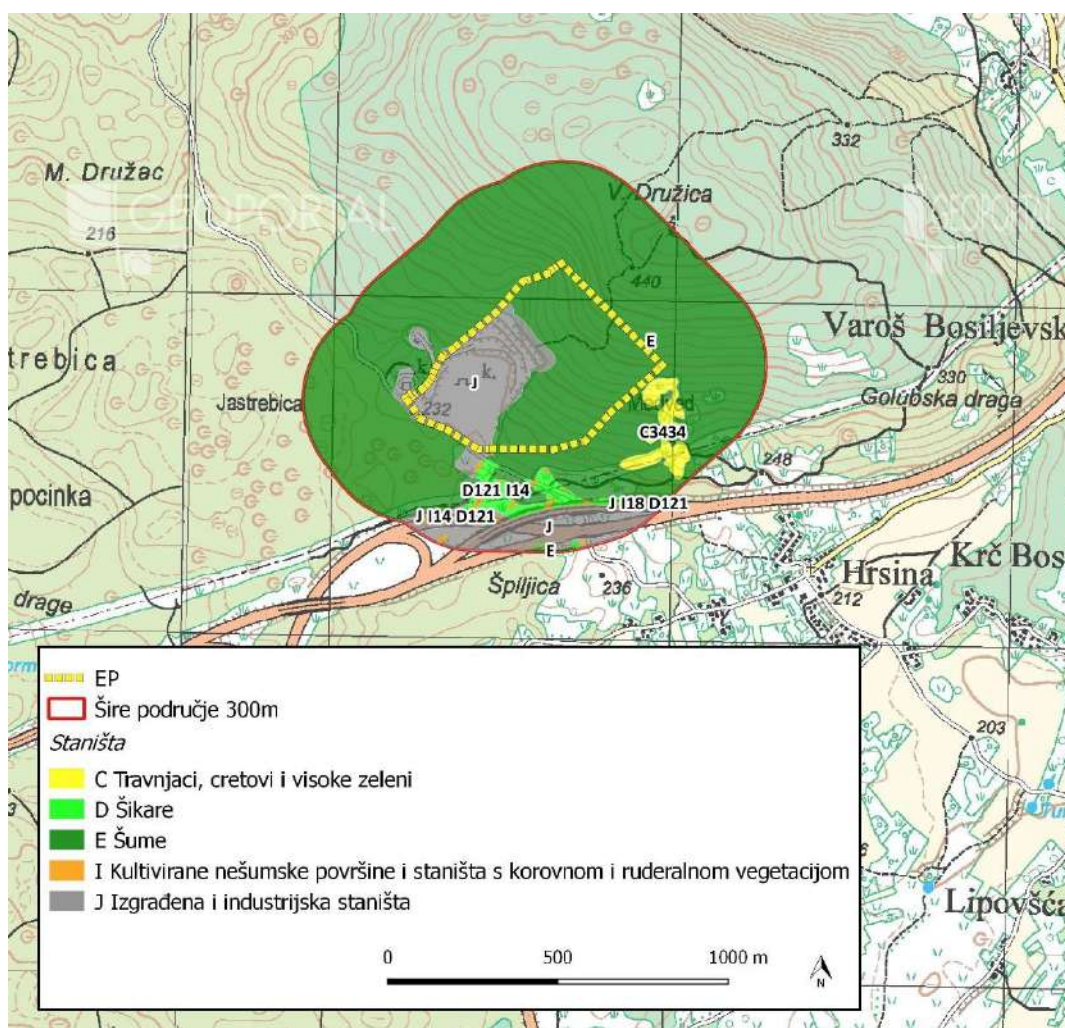 332
M. Družac
GEOPORTAL
V. Družica
216
440
Varoš Bosiljevsk
E
trebica
k.
k.
J
330
Jastrebica
232
Golubska draga
C3434
248
pocinka
D121 I14
J I14 D121
J I18 D121
J
E
Krč Bos
Hrsina
Špiljica
236
212
drage
EP
Šire područje 300m
Staništa
203
C Travnjaci, cretovi i visoke zeleni
D Šikare
E Šume
I Kultivirane nešumske površine i staništa s korovnom i ruderalnom vegetacijom
J Izgrađena i industrijska staništa
Lipovšća
0 500 1000 m
N